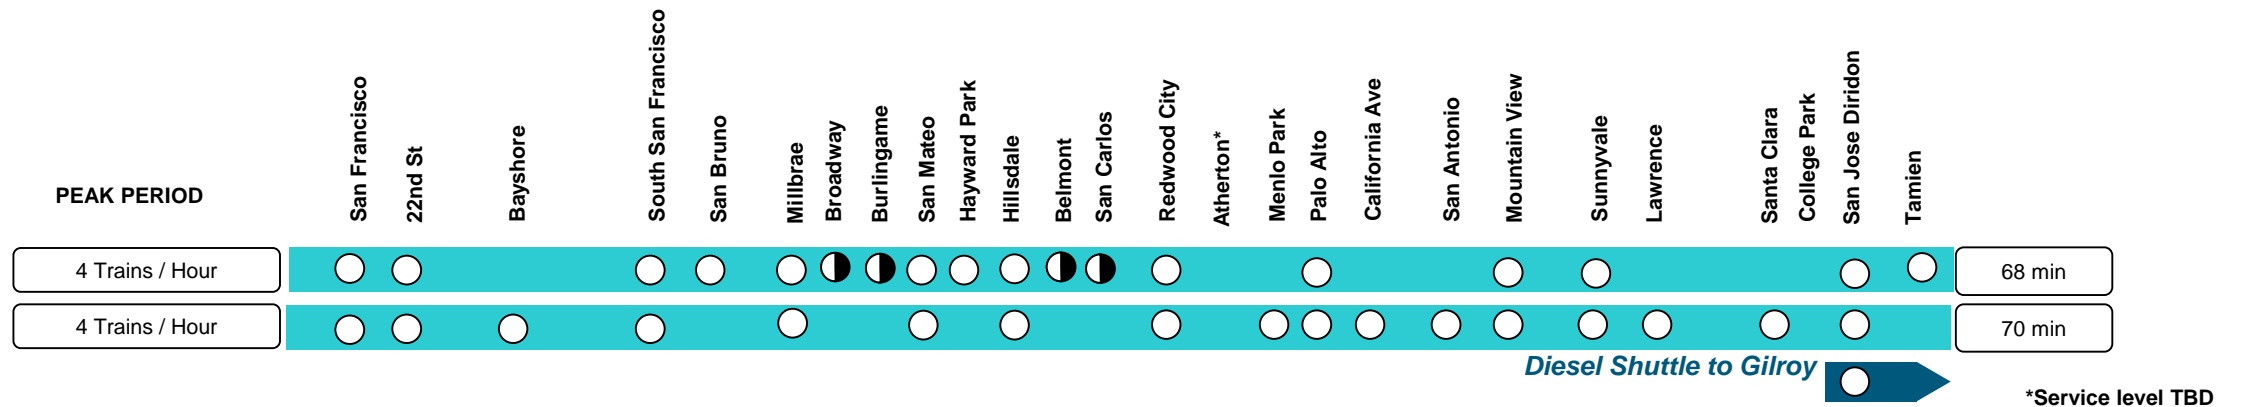 PEAK PERIOD
San Francisco
22nd St
Bayshore
South San Francisco
San Bruno
Millbrae
Broadway
Burlingame
San Mateo
Hayward Park
Hillsdale
Belmont
San Carlos
Redwood City
Atherton*
Menlo Park
Palo Alto
California Ave
San Antonio
Mountain View
Sunnyvale
Lawrence
Santa Clara
College Park
San Jose Diridon
Tamien
4 Trains / Hour
68 min
4 Trains / Hour
70 min
Diesel Shuttle to Gilroy
*Service level TBD